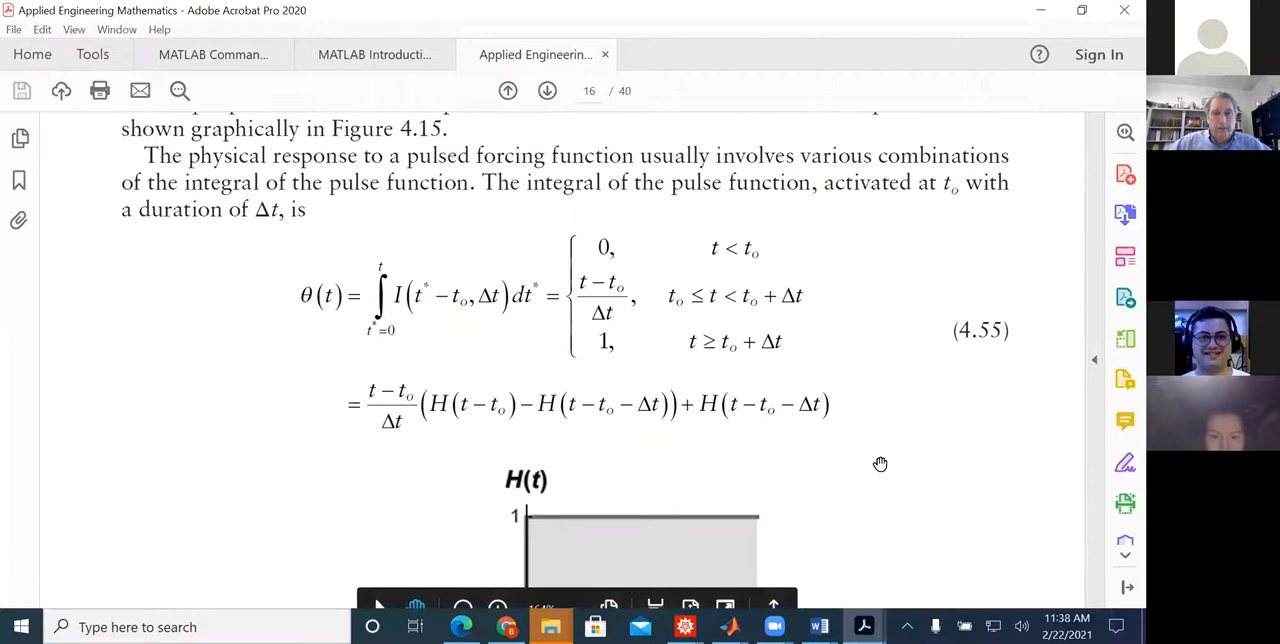 Applied Engineering Mathematics - Adobe Acrobat Pro 2020
File Edit View Window Help
Home Tools MATLAB Comman... MATLAB Introducti... Applied Engineerin... × Sign In
16 / 40
shown graphically in Figure 4.15.
The physical response to a pulsed forcing function usually involves various combinations
of the integral of the pulse function. The integral of the pulse function, activated at tₒ with
a duration of Δt, is
θ(t) = ∫_{t*=0}^{t} I(t* − tₒ, Δt) dt* = { 0, t < tₒ
(t − tₒ)/Δt, tₒ ≤ t < tₒ + Δt
1, t ≥ tₒ + Δt
(4.55)
= (t − tₒ)/Δt (H(t − tₒ) − H(t − tₒ − Δt)) + H(t − tₒ − Δt)
H(t)
1
Type here to search
11:38 AM
2/22/2021